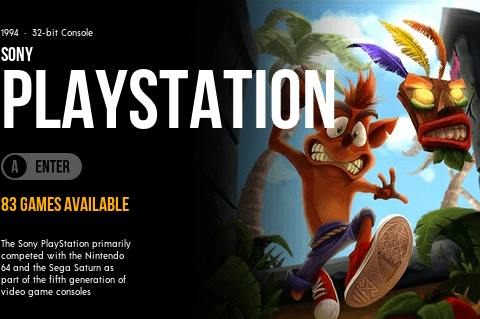 1994 · 32-bit Console
SONY
PLAYSTATION
A ENTER
83 GAMES AVAILABLE
The Sony PlayStation primarily
competed with the Nintendo
64 and the Sega Saturn as
part of the fifth generation of
video game consoles